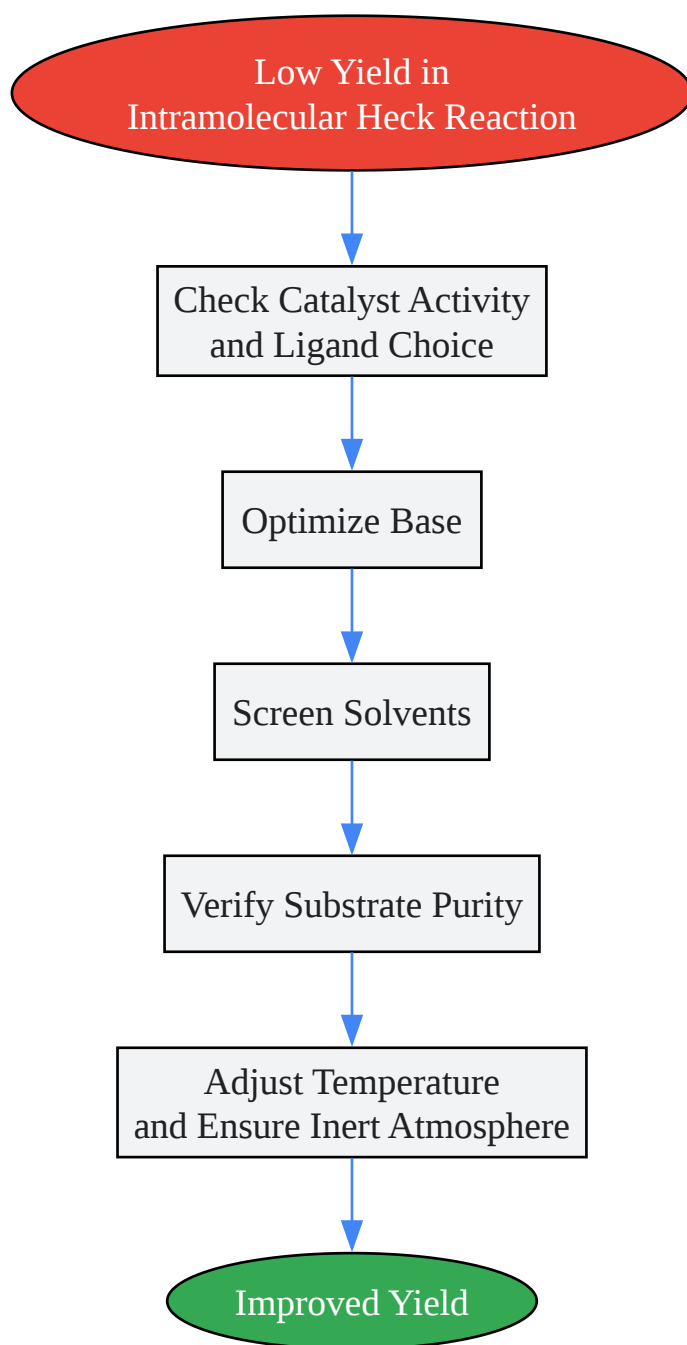 Low Yield in
Intramolecular Heck Reaction
Check Catalyst Activity
and Ligand Choice
Optimize Base
Screen Solvents
Verify Substrate Purity
Adjust Temperature
and Ensure Inert Atmosphere
Improved Yield